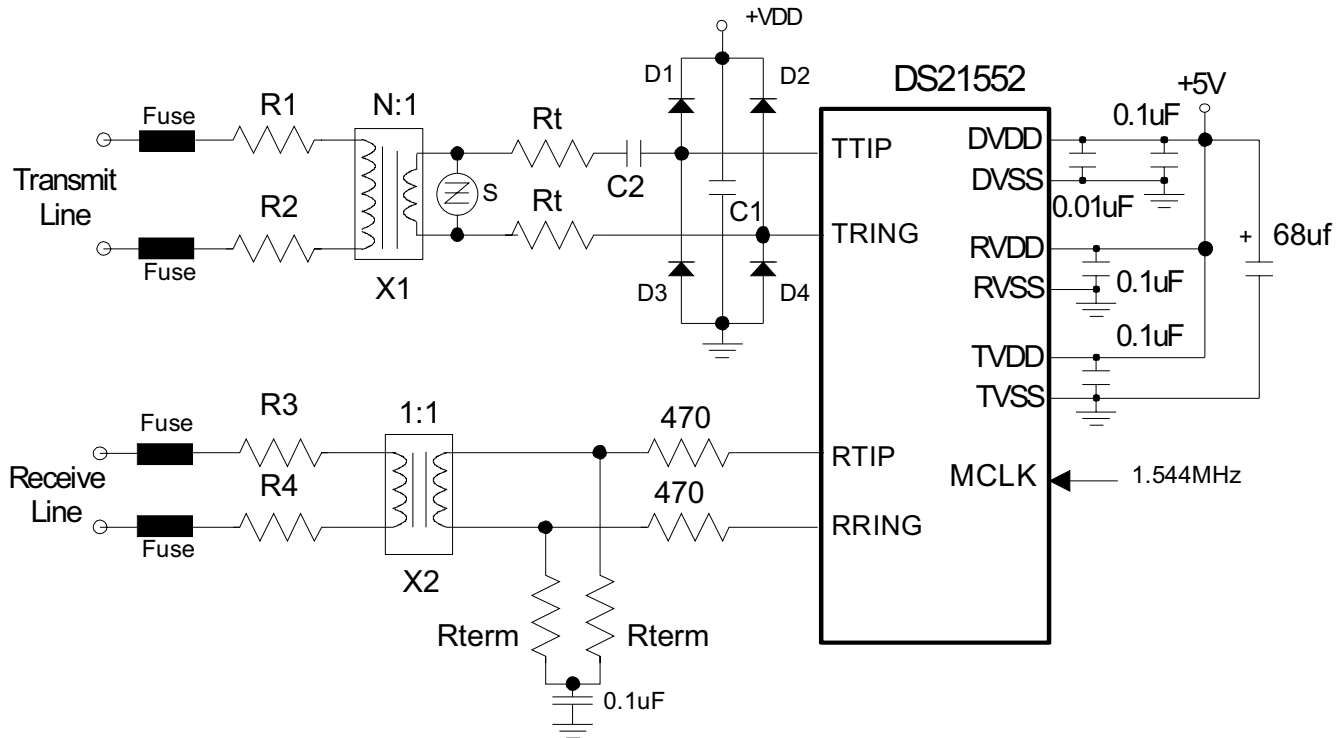 +VDD
D1
D2
DS21552
+5V
Fuse
R1
N:1
Rt
0.1uF
TTIP
DVDD
Transmit
Line
S
C2
DVSS
R2
Rt
C1
0.01uF
TRING
RVDD
+
68uf
Fuse
X1
D3
D4
RVSS
0.1uF
0.1uF
TVDD
TVSS
Fuse
R3
1:1
470
RTIP
Receive
Line
R4
470
MCLK
1.544MHz
RRING
Fuse
X2
Rterm
Rterm
0.1uF